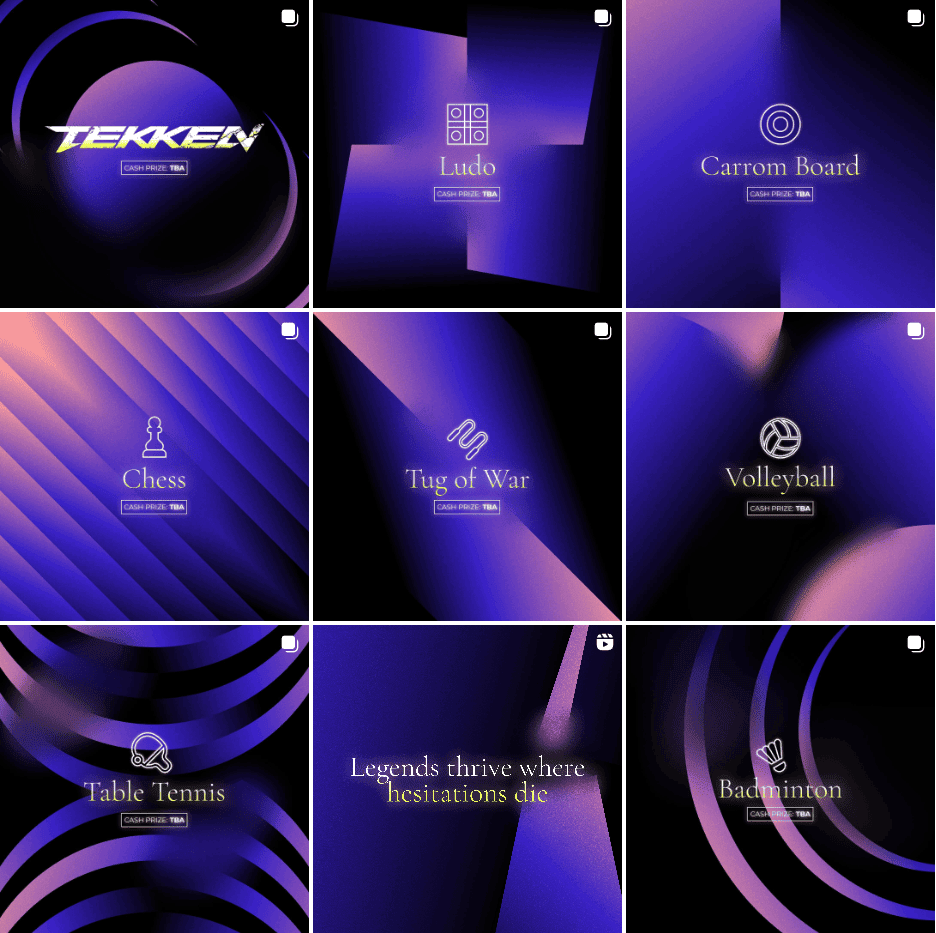 TEKKEN
CASH PRIZE: TBA
Ludo
CASH PRIZE: TBA
Carrom Board
CASH PRIZE: TBA
Chess
CASH PRIZE: TBA
Tug of War
CASH PRIZE: TBA
Volleyball
CASH PRIZE: TBA
Table Tennis
CASH PRIZE: TBA
Legends thrive where
hesitations die
Badminton
CASH PRIZE: TBA